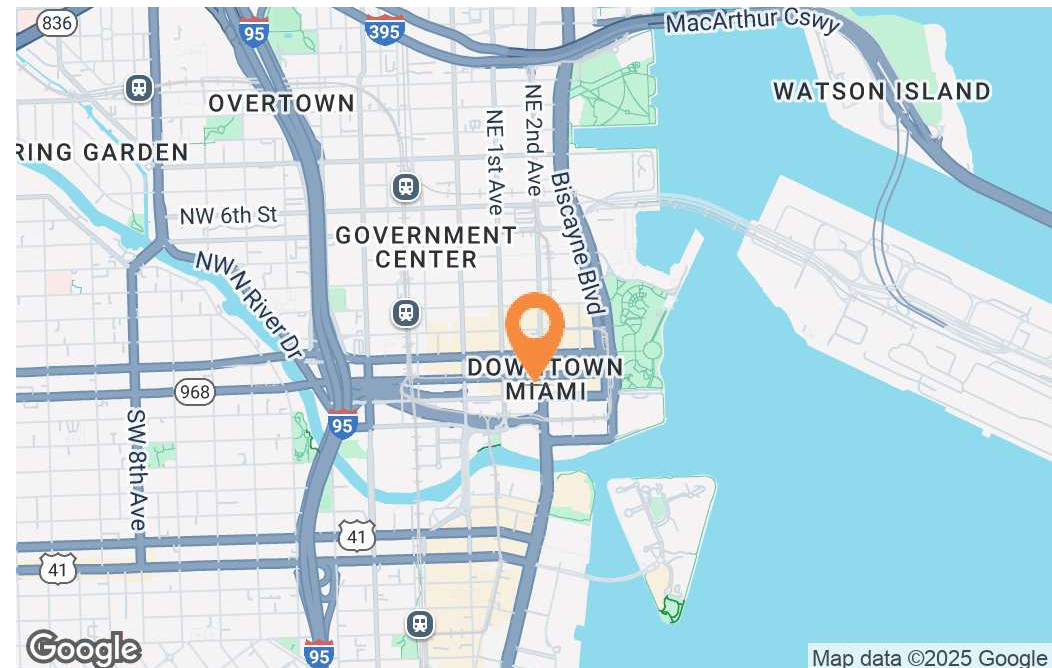 836
95
395
MacArthur Cswy
OVERTOWN
WATSON ISLAND
NE 1st Ave
NE 2nd Ave
RING GARDEN
Biscayne Blvd
NW 6th St
GOVERNMENT
CENTER
NW N River Dr
DOWNTOWN
MIAMI
968
95
SW 8th Ave
41
41
95
Google
Map data ©2025 Google